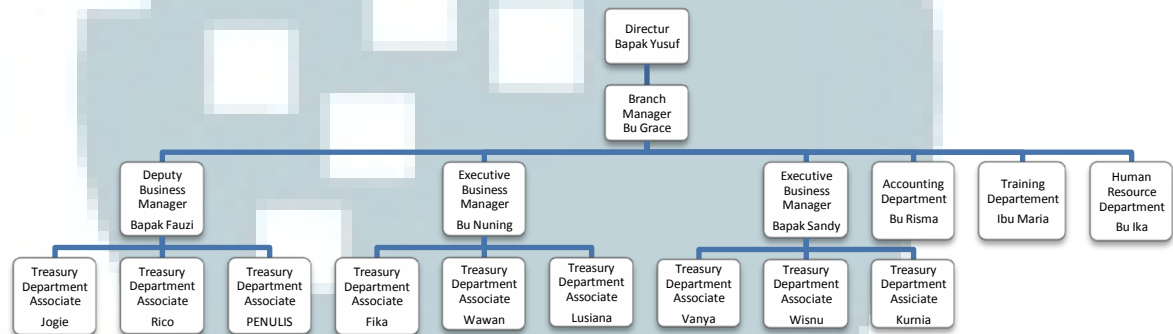 Directur
Bapak Yusuf
Branch
Manager
Bu Grace
Deputy
Business
Manager
Bapak Fauzi
Executive
Business
Manager
Bu Nuning
Executive
Business
Manager
Bapak Sandy
Accounting
Department
Bu Risma
Training
Departement
Ibu Maria
Human
Resource
Department
Bu Ika
Treasury
Department
Associate
Jogie
Treasury
Department
Associate
Rico
Treasury
Department
Associate
PENULIS
Treasury
Department
Associate
Fika
Treasury
Department
Associate
Wawan
Treasury
Department
Associate
Lusiana
Treasury
Department
Associate
Vanya
Treasury
Department
Associate
Wisnu
Treasury
Department
Assiciate
Kurnia